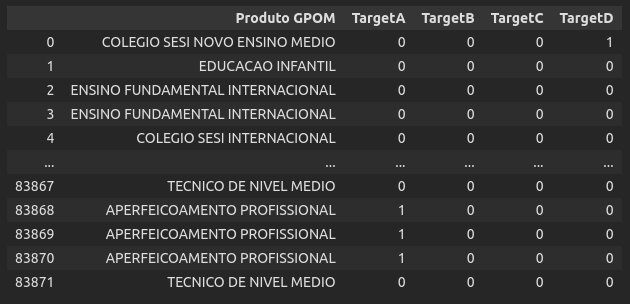 Produto GPOM TargetA TargetB TargetC TargetD
0 COLEGIO SESI NOVO ENSINO MEDIO 0 0 0 1
1 EDUCACAO INFANTIL 0 0 0 0
2 ENSINO FUNDAMENTAL INTERNACIONAL 0 0 0 0
3 ENSINO FUNDAMENTAL INTERNACIONAL 0 0 0 0
4 COLEGIO SESI INTERNACIONAL 0 0 0 0
... ... ... ... ... ...
83867 TECNICO DE NIVEL MEDIO 0 0 0 0
83868 APERFEICOAMENTO PROFISSIONAL 1 0 0 0
83869 APERFEICOAMENTO PROFISSIONAL 1 0 0 0
83870 APERFEICOAMENTO PROFISSIONAL 1 0 0 0
83871 TECNICO DE NIVEL MEDIO 0 0 0 0